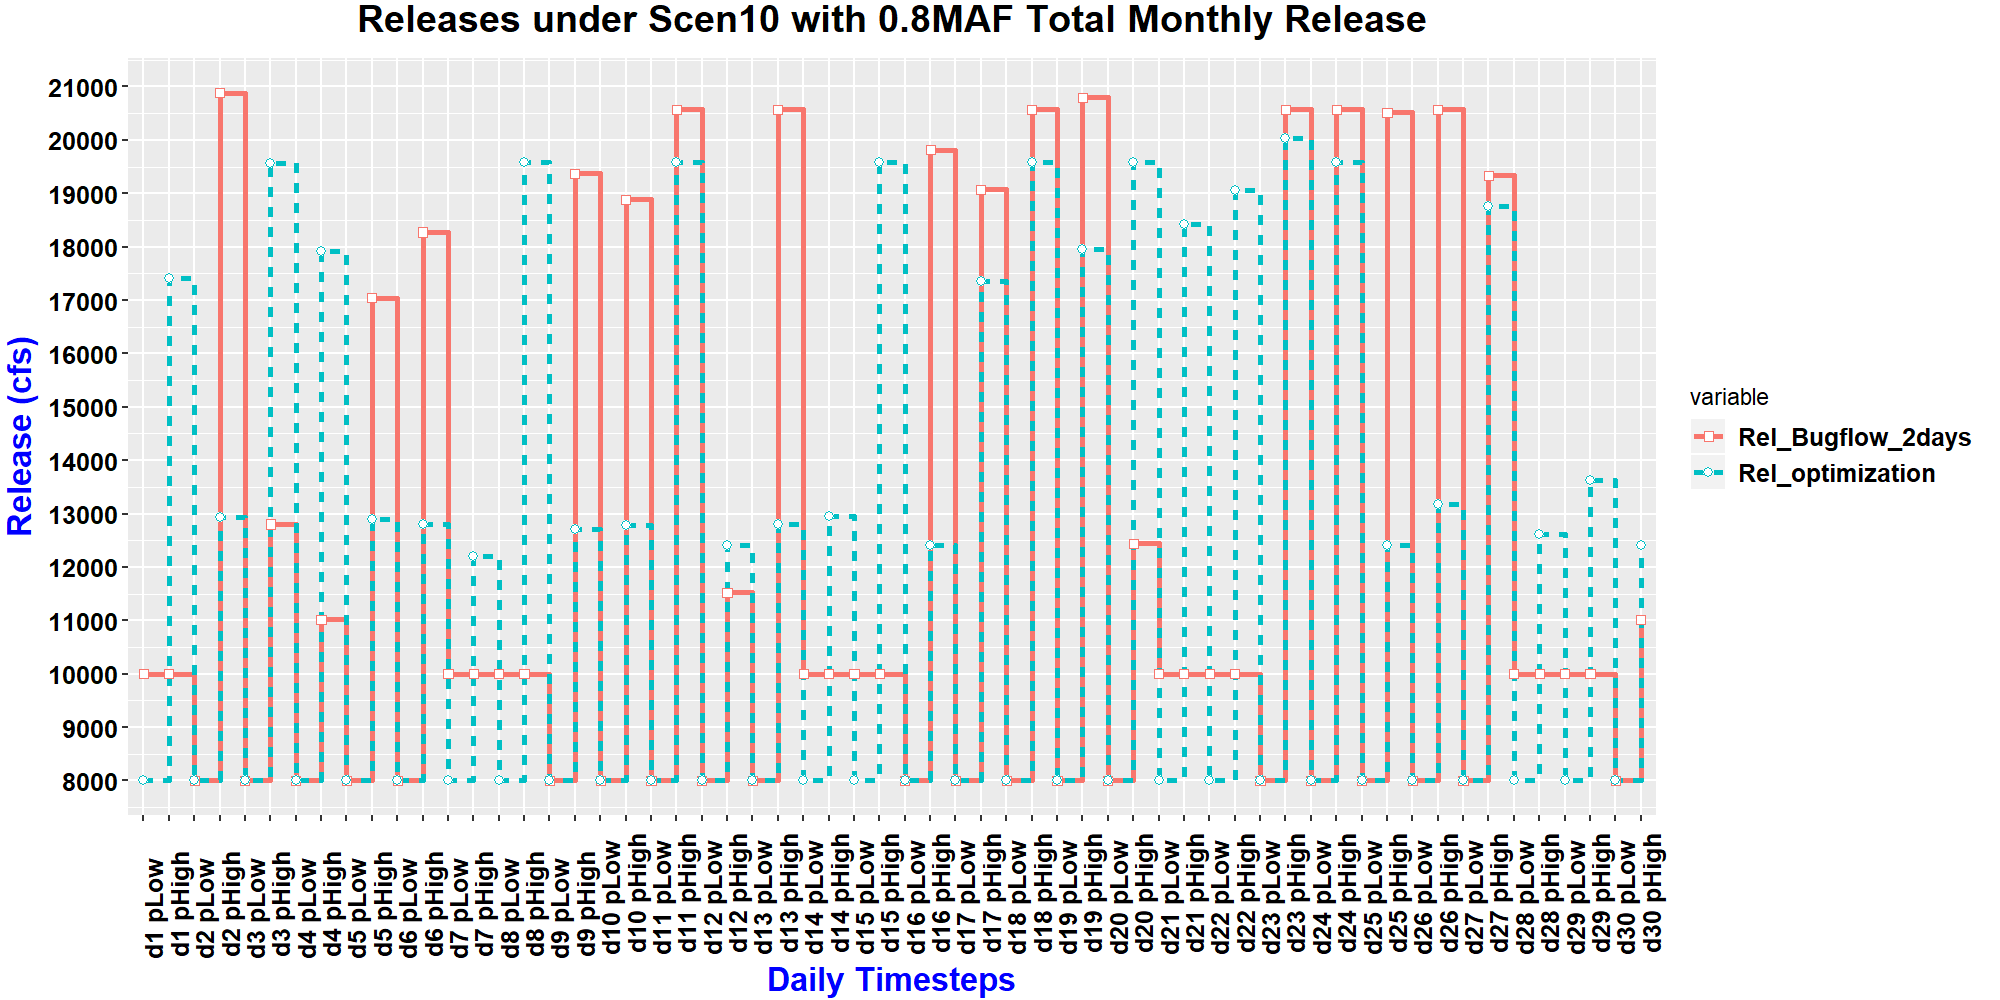 Releases under Scen10 with 0.8MAF Total Monthly Release
Release (cfs)
21000
20000
19000
18000
17000
16000
15000
14000
13000
12000
11000
10000
9000
8000
d1 pLow
d1 pHigh
d2 pLow
d2 pHigh
d3 pLow
d3 pHigh
d4 pLow
d4 pHigh
d5 pLow
d5 pHigh
d6 pLow
d6 pHigh
d7 pLow
d7 pHigh
d8 pLow
d8 pHigh
d9 pLow
d9 pHigh
d10 pLow
d10 pHigh
d11 pLow
d11 pHigh
d12 pLow
d12 pHigh
d13 pLow
d13 pHigh
d14 pLow
d14 pHigh
d15 pLow
d15 pHigh
d16 pLow
d16 pHigh
d17 pLow
d17 pHigh
d18 pLow
d18 pHigh
d19 pLow
d19 pHigh
d20 pLow
d20 pHigh
d21 pLow
d21 pHigh
d22 pLow
d22 pHigh
d23 pLow
d23 pHigh
d24 pLow
d24 pHigh
d25 pLow
d25 pHigh
d26 pLow
d26 pHigh
d27 pLow
d27 pHigh
d28 pLow
d28 pHigh
d29 pLow
d29 pHigh
d30 pLow
d30 pHigh
Daily Timesteps
variable
Rel_Bugflow_2days
Rel_optimization